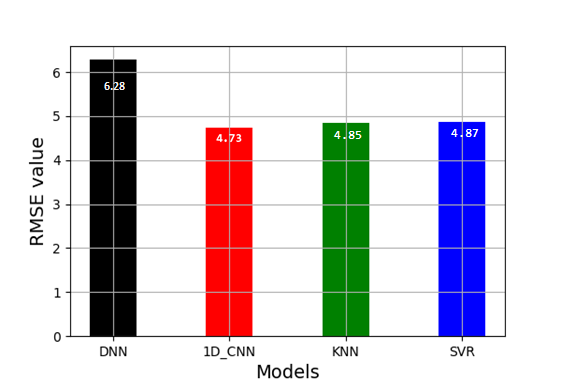 6
5
4
3
2
1
0
RMSE value
6.28
4.73
4.85
4.87
DNN
1D_CNN
KNN
SVR
Models